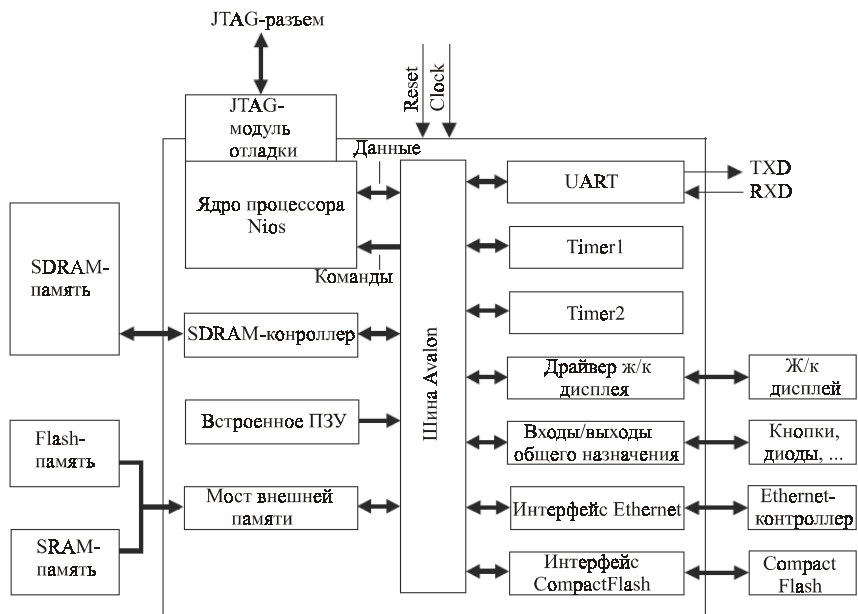 JTAG-разъем
JTAG-
модуль
отладки
Reset
Clock
Данные
Ядро процессора
Nios
Команды
SDRAM-
память
SDRAM-конроллер
Встроенное ПЗУ
Flash-
память
SRAM-
память
Мост внешней
памяти
Шина Avalon
UART
TXD
RXD
Timer1
Timer2
Драйвер ж/к
дисплея
Ж/к
дисплей
Входы/выходы
общего назначения
Кнопки,
диоды, ...
Интерфейс Ethernet
Ethernet-
контроллер
Интерфейс
CompactFlash
Compact
Flash